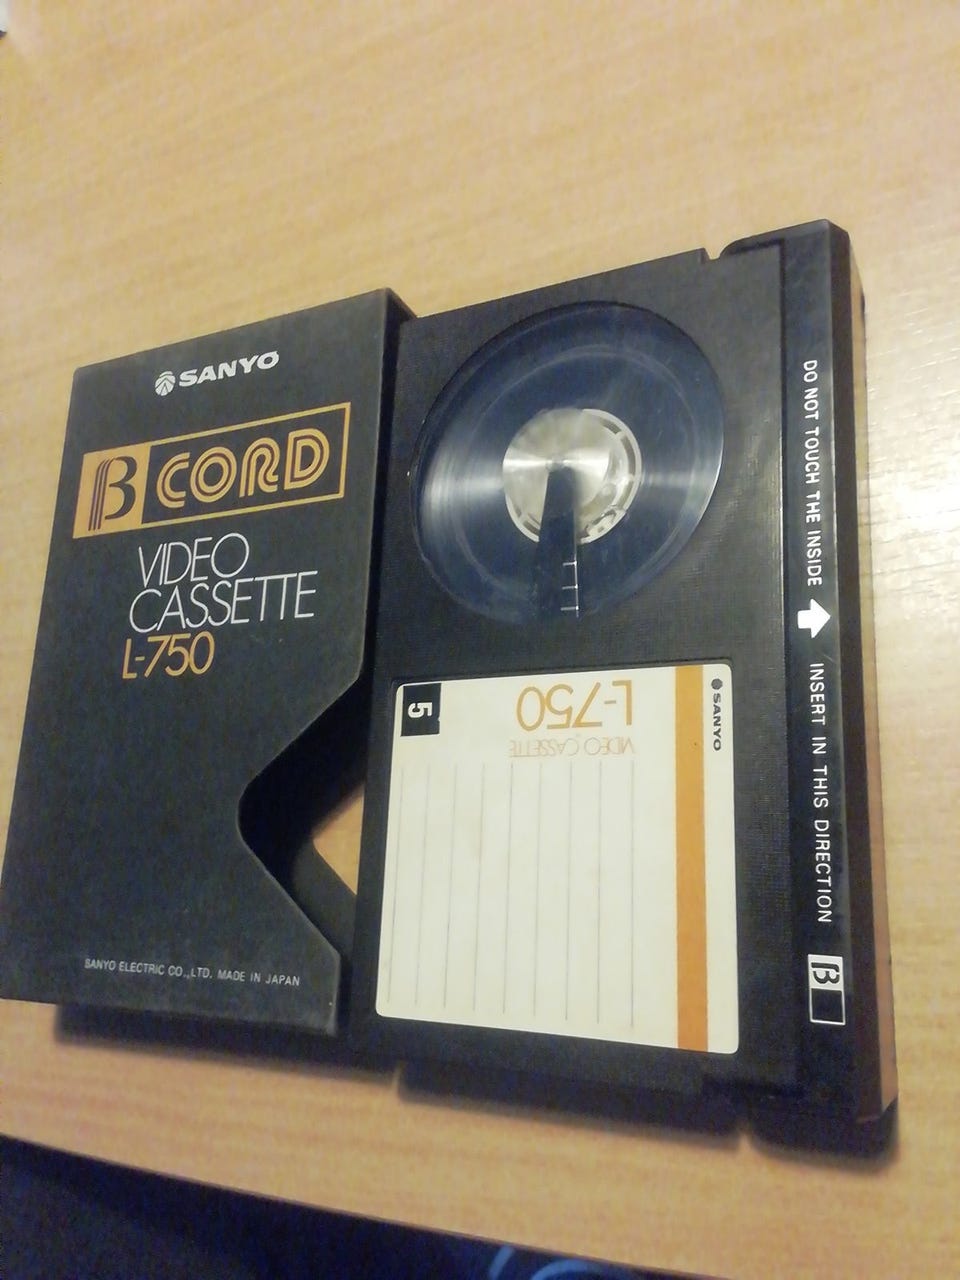 SANYO
β CORD
VIDEO
CASSETTE
L-750
SANYO ELECTRIC CO.,LTD. MADE IN JAPAN
5
L-750
VIDEO CASSETTE
SANYO
DO NOT TOUCH THE INSIDE
INSERT IN THIS DIRECTION
β